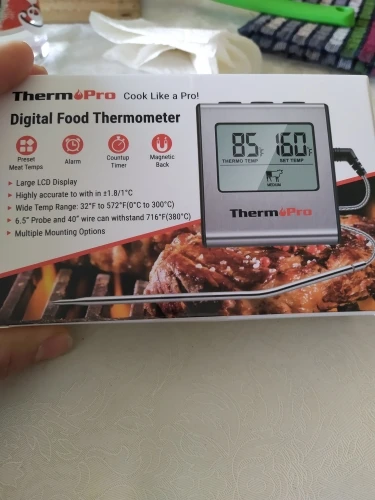 ThermoPro Cook Like a Pro!
Digital Food Thermometer
Preset
Meat Temps
Alarm
Countup
Timer
Magnetic
Back
Large LCD Display
Highly accurate to with in ±1.8/1°C
Wide Temp Range: 32°F to 572°F(0°C to 300°C)
6.5” Probe and 40” wire can withstand 716°F(380°C)
Multiple Mounting Options
85°F 160°F
THERMO TEMP SET TEMP
MEDIUM
ThermoPro